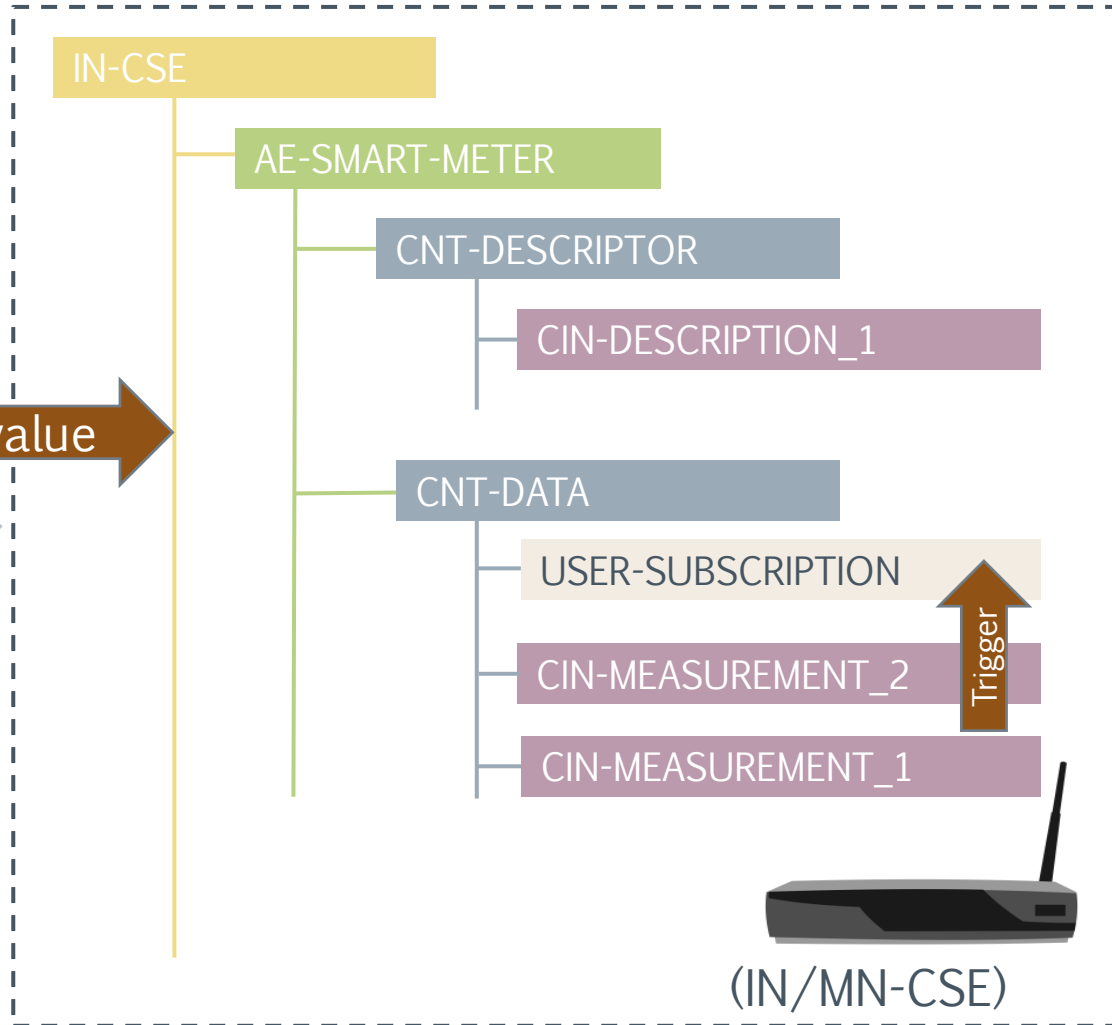 IN-CSE
AE-SMART-METER
CNT-DESCRIPTOR
CIN-DESCRIPTION_1
value
CNT-DATA
USER-SUBSCRIPTION
Trigger
CIN-MEASUREMENT_2
CIN-MEASUREMENT_1
(IN/MN-CSE)